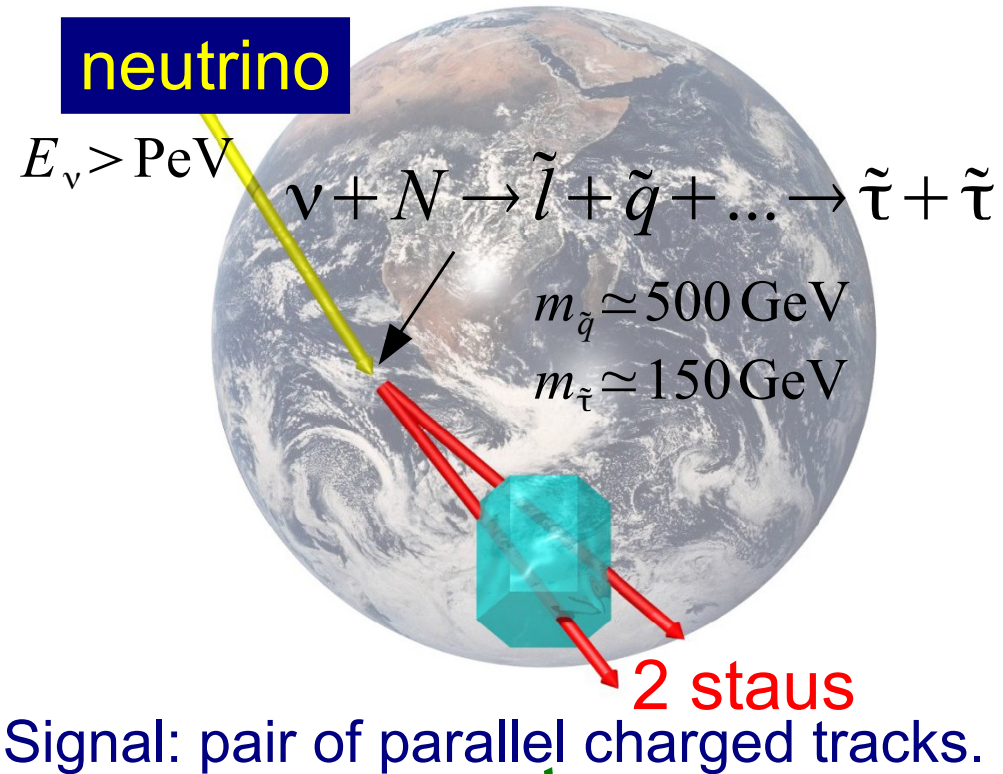 neutrino
E_ν > PeV
ν + N → l̃ + q̃ + ... → τ̃ + τ̃
m_q̃ ≃ 500 GeV
m_τ̃ ≃ 150 GeV
2 staus
Signal: pair of parallel charged tracks.